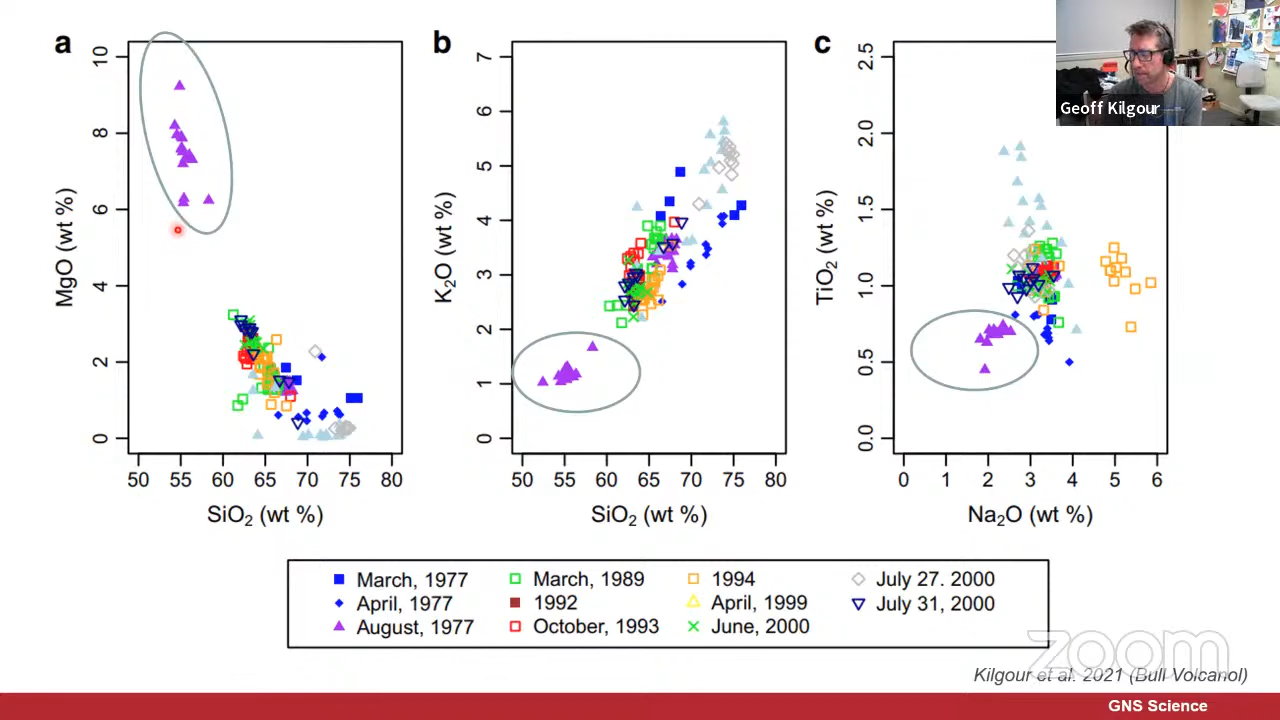 a
b
c
Geoff Kilgour
10
8
6
4
2
0
MgO (wt %)
50 55 60 65 70 75 80
SiO₂ (wt %)
7
6
5
4
3
2
1
0
K₂O (wt %)
50 55 60 65 70 75 80
SiO₂ (wt %)
2.5
2.0
1.5
1.0
0.5
0.0
TiO₂ (wt %)
0 1 2 3 4 5 6
Na₂O (wt %)
March, 1977
April, 1977
August, 1977
March, 1989
1992
October, 1993
1994
April, 1999
June, 2000
July 27. 2000
July 31, 2000
zoom
Kilgour et al. 2021 (Bull Volcanol)
GNS Science